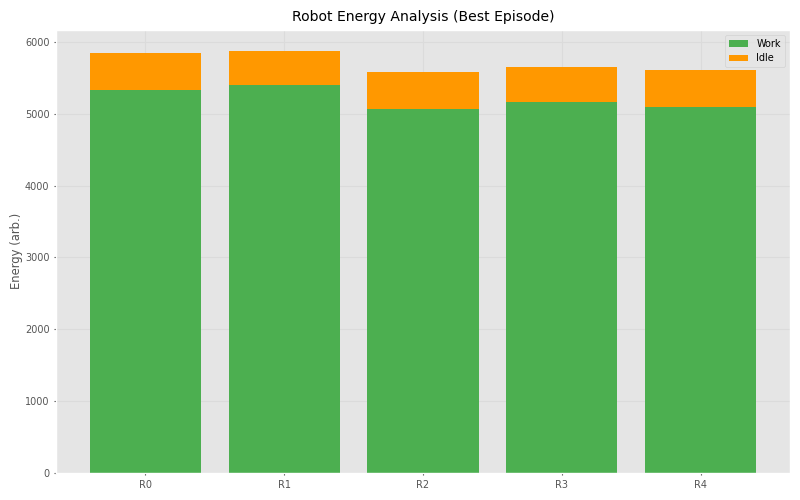 Robot Energy Analysis (Best Episode)
Work
Idle
6000
5000
4000
3000
2000
1000
0
Energy (arb.)
R0 R1 R2 R3 R4